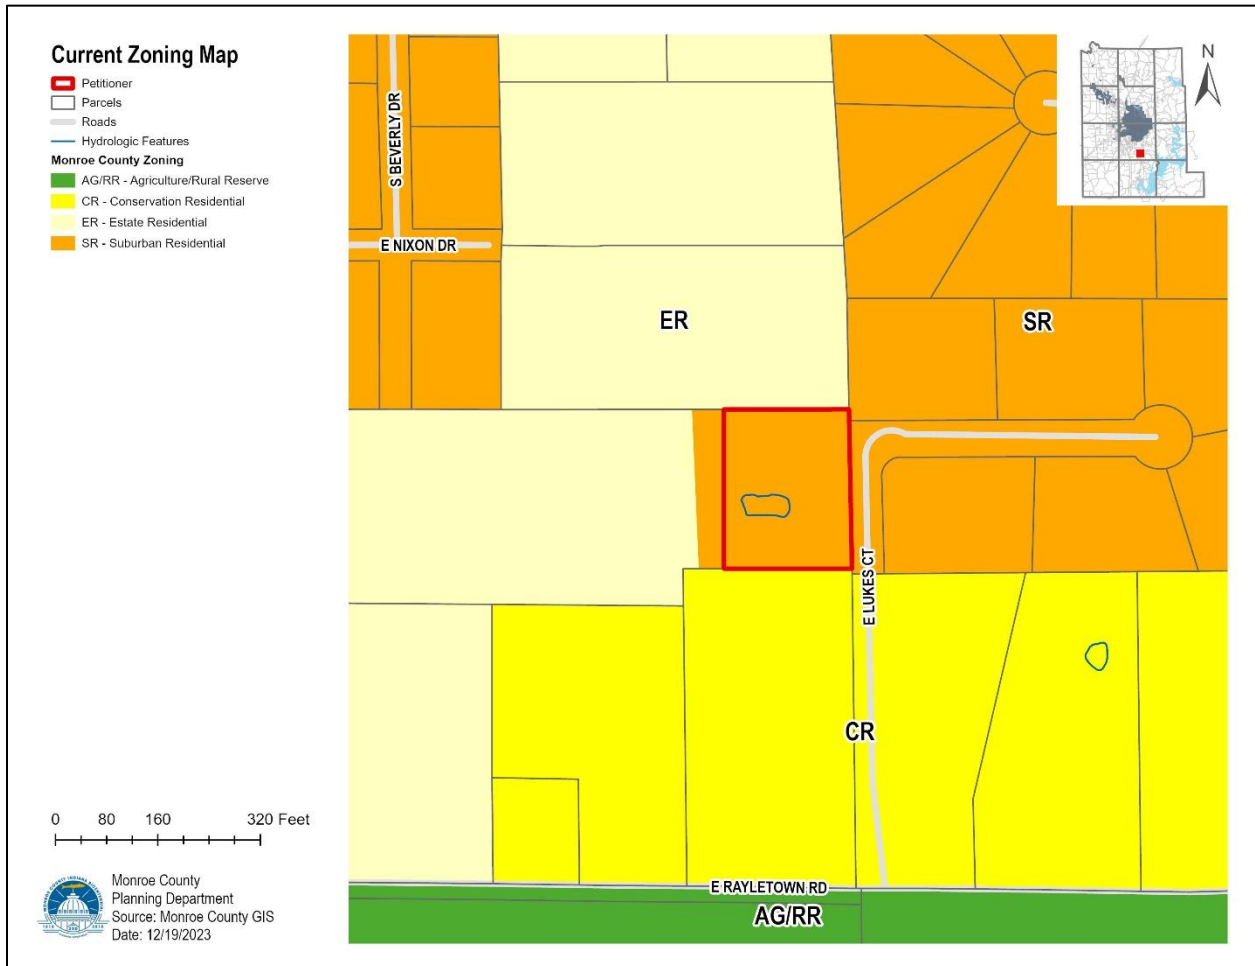 Current Zoning Map
Petitioner
Parcels
Roads
Hydrologic Features
Monroe County Zoning
AG/RR - Agriculture/Rural Reserve
CR - Conservation Residential
ER - Estate Residential
SR - Suburban Residential
N
S BEVERLY DR
E NIXON DR
ER
SR
E LUKES CT
CR
E RAYLETOWN RD
AG/RR
0 80 160 320 Feet
Monroe County
Planning Department
Source: Monroe County GIS
Date: 12/19/2023